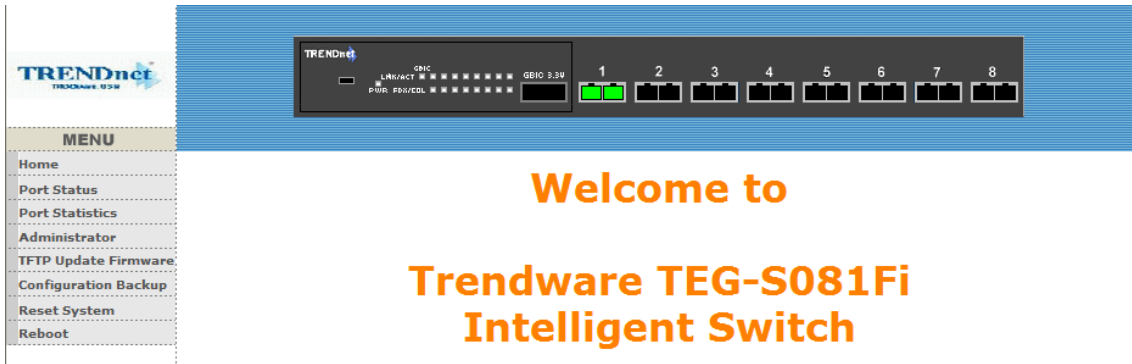 TRENDnet
TRENDware, USA
MENU
Home
Port Status
Port Statistics
Administrator
TFTP Update Firmware
Configuration Backup
Reset System
Reboot
TRENDnet
GBIC
LNK/ACT
PWR FDX/COL
GBIC 3.3V
1 2 3 4 5 6 7 8
Welcome to
Trendware TEG-S081Fi
Intelligent Switch